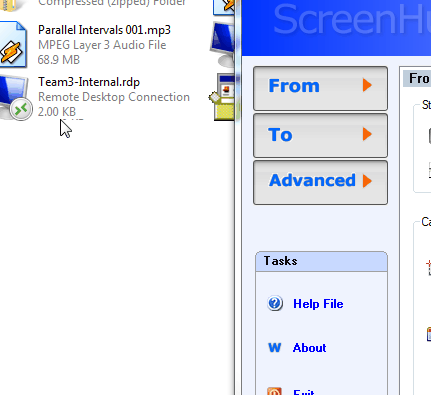 Compressed (zipped) Folder
Parallel Intervals 001.mp3
MPEG Layer 3 Audio File
68.9 MB
Team3-Internal.rdp
Remote Desktop Connection
2.00 KB
ScreenHu
From
To
Advanced
Fro
St
Ca
Tasks
Help File
W About
Exit